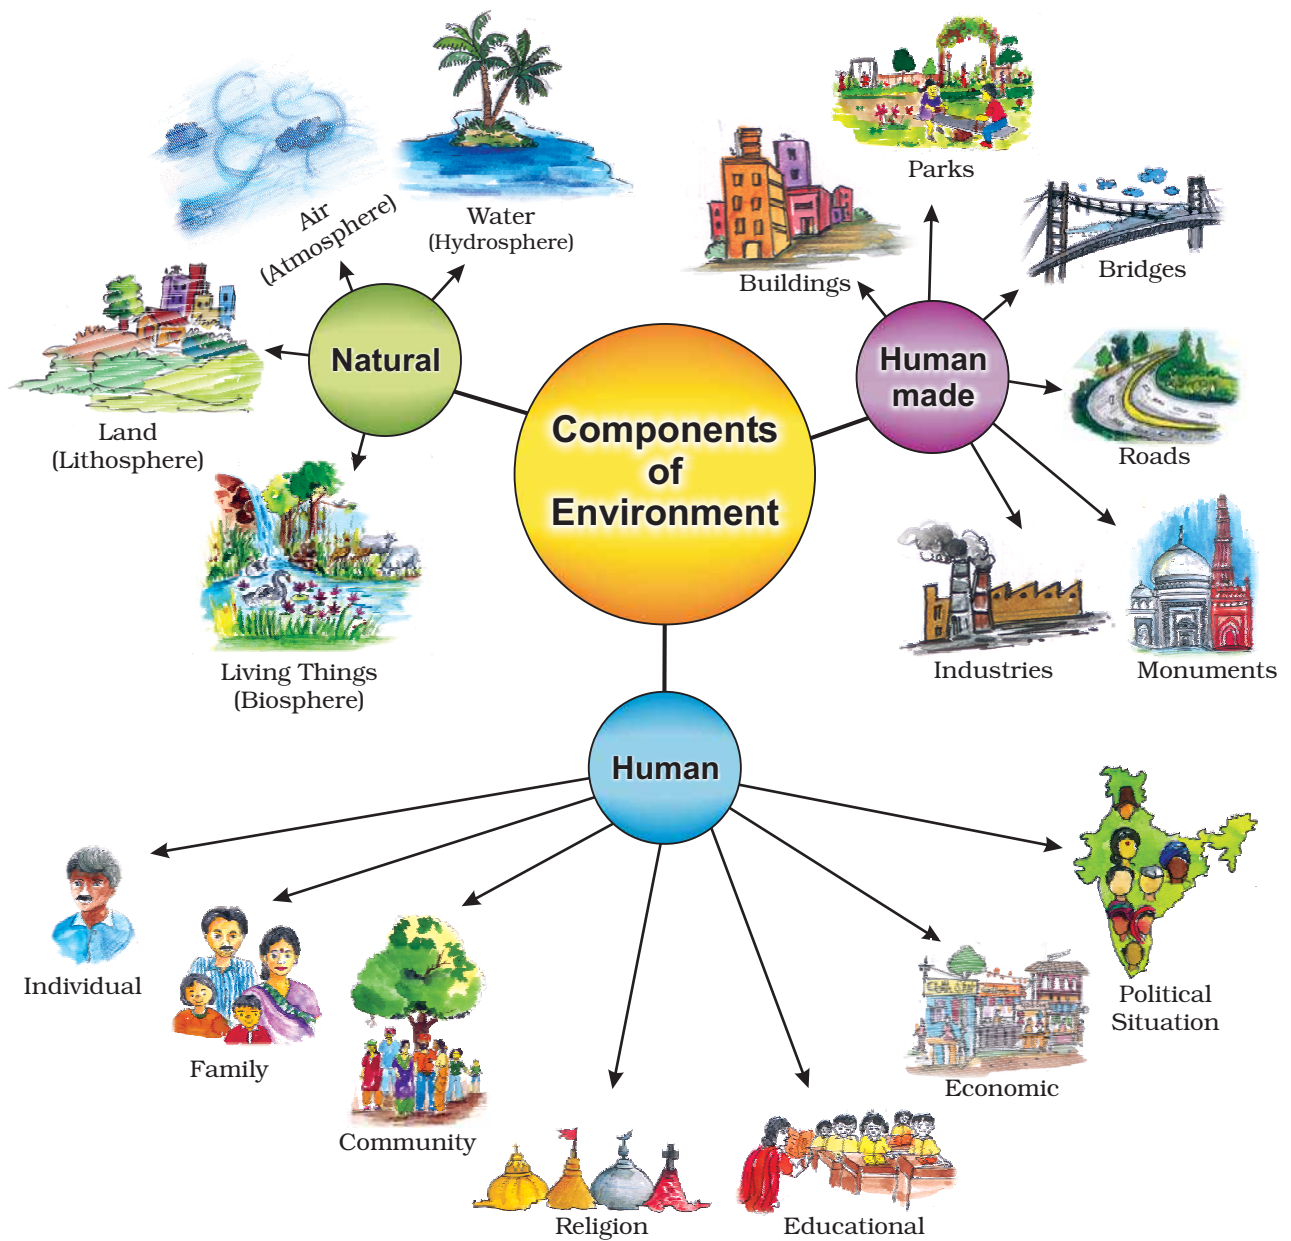 Components
of
Environment
Natural
Air
(Atmosphere)
Water
(Hydrosphere)
Land
(Lithosphere)
Living Things
(Biosphere)
Human
made
Parks
Buildings
Bridges
Roads
Industries
Monuments
Human
Individual
Family
Community
Religion
Educational
Economic
Political
Situation